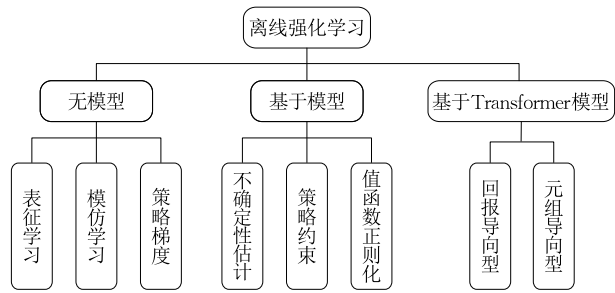 离线强化学习
无模型
基于模型
基于Transformer模型
表征学习
模仿学习
策略梯度
不确定性估计
策略约束
值函数正则化
回报导向型
元组导向型